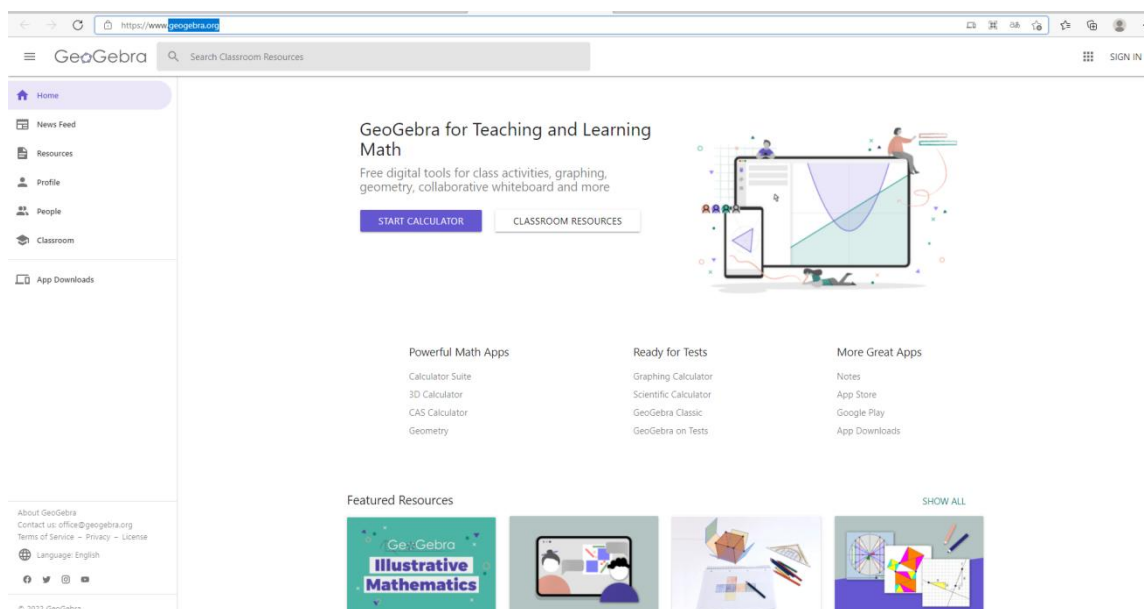 https://www.geogebra.org
GeoGebra
Search Classroom Resources
SIGN IN
Home
News Feed
Resources
Profile
People
Classroom
App Downloads
GeoGebra for Teaching and Learning
Math
Free digital tools for class activities, graphing,
geometry, collaborative whiteboard and more
START CALCULATOR
CLASSROOM RESOURCES
Powerful Math Apps
Calculator Suite
3D Calculator
CAS Calculator
Geometry
Ready for Tests
Graphing Calculator
Scientific Calculator
GeoGebra Classic
GeoGebra on Tests
More Great Apps
Notes
App Store
Google Play
App Downloads
Featured Resources
SHOW ALL
GeoGebra
Illustrative
Mathematics
About GeoGebra
Contact us: office@geogebra.org
Terms of Service – Privacy – License
Language: English
© 2022 GeoGebra